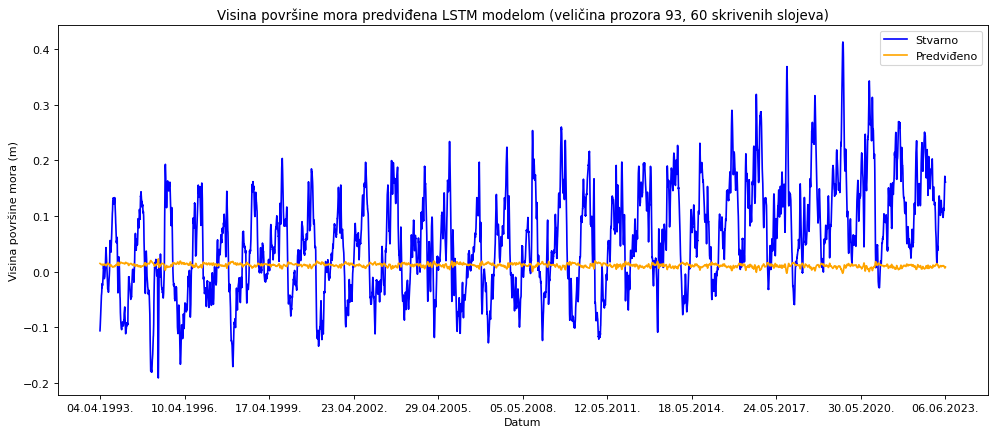 Visina površine mora predviđena LSTM modelom (veličina prozora 93, 60 skrivenih slojeva)
Stvarno
Predviđeno
Visina površine mora (m)
0.4
0.3
0.2
0.1
0.0
−0.1
−0.2
04.04.1993. 10.04.1996. 17.04.1999. 23.04.2002. 29.04.2005. 05.05.2008. 12.05.2011. 18.05.2014. 24.05.2017. 30.05.2020. 06.06.2023.
Datum